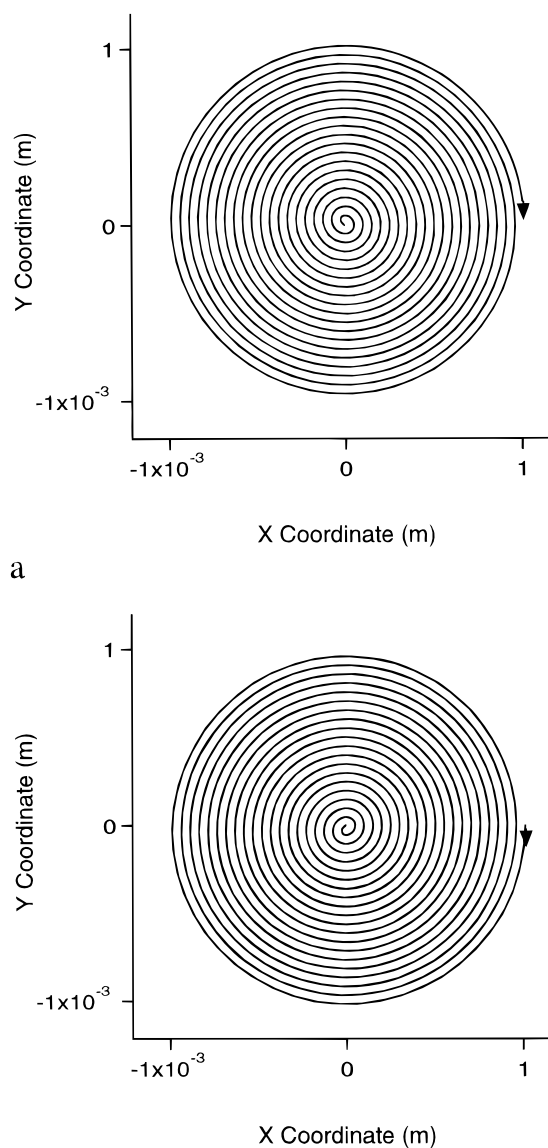 1
0
-1x10⁻³
Y Coordinate (m)
-1x10⁻³ 0 1
X Coordinate (m)
a
1
0
-1x10⁻³
Y Coordinate (m)
-1x10⁻³ 0 1
X Coordinate (m)